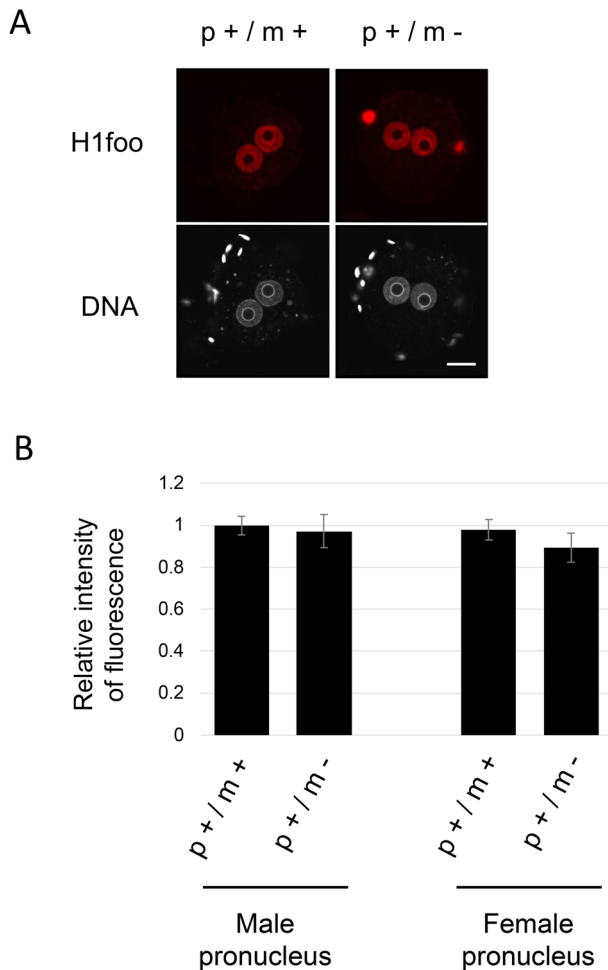 A
p + / m +
p + / m -
H1foo
DNA
B
Relative intensity
of fluorescence
1.2
1
0.8
0.6
0.4
0.2
0
p + / m +
p + / m -
p + / m +
p + / m -
Male
pronucleus
Female
pronucleus